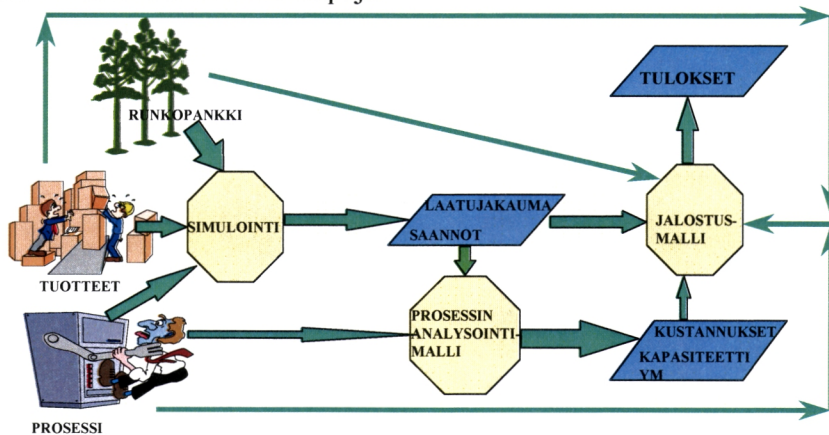 TULOKSET
RUNKOPANKKI
SIMULOINTI
LAATUJAKAUMA
SAANNOT
JALOSTUS-
MALLI
TUOTTEET
PROSESSIN
ANALYSOINTI-
MALLI
KUSTANNUKSET
KAPASITEETTI
YM
PROSESSI